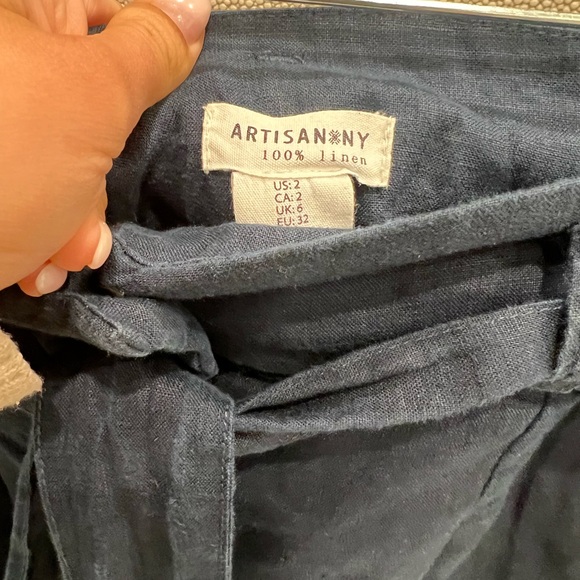 ARTISAN NY
100% linen
US: 2
CA: 2
UK: 6
EU: 32